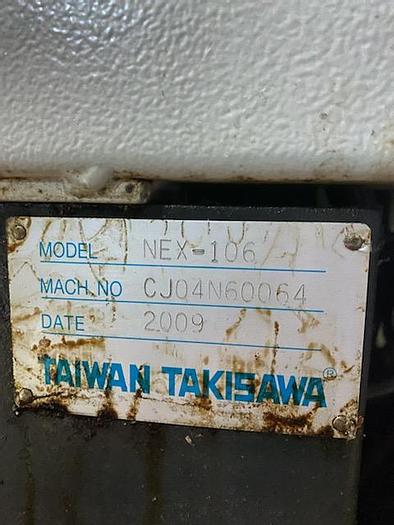 MODEL NEX-106
MACH.NO CJ04N60064
DATE 2009
TAIWAN TAKISAWA®